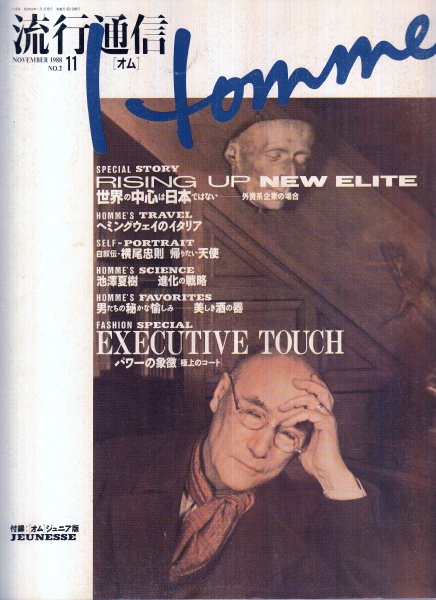 流行通信
Homme
NOVEMBER 1988 11
NO.2
[オム]
SPECIAL STORY
RISING UP NEW ELITE
世界の中心は日本ではない——外資系企業の場合
HOMME'S TRAVEL
ヘミングウェイのイタリア
SELF-PORTRAIT
自叙伝・横尾忠則 帰りたい天使
HOMME'S SCIENCE
池澤夏樹——進化の戦略
HOMME'S FAVORITES
男たちの秘かな愉しみ——美しき酒の器
FASHION SPECIAL
EXECUTIVE TOUCH
パワーの象徴[極上のコート]
付録:[オム]ジュニア版
JEUNESSE